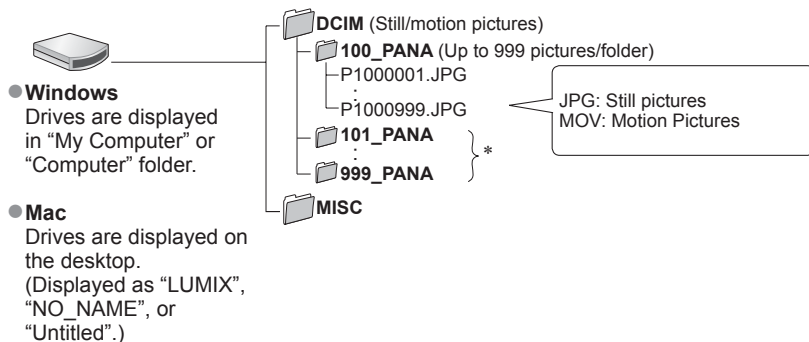 ●Windows
Drives are displayed
in “My Computer” or
“Computer” folder.
●Mac
Drives are displayed on
the desktop.
(Displayed as “LUMIX”,
“NO_NAME”, or
“Untitled”.)
DCIM (Still/motion pictures)
100_PANA (Up to 999 pictures/folder)
P1000001.JPG
:
P1000999.JPG
101_PANA
:
999_PANA
*
MISC
JPG: Still pictures
MOV: Motion Pictures